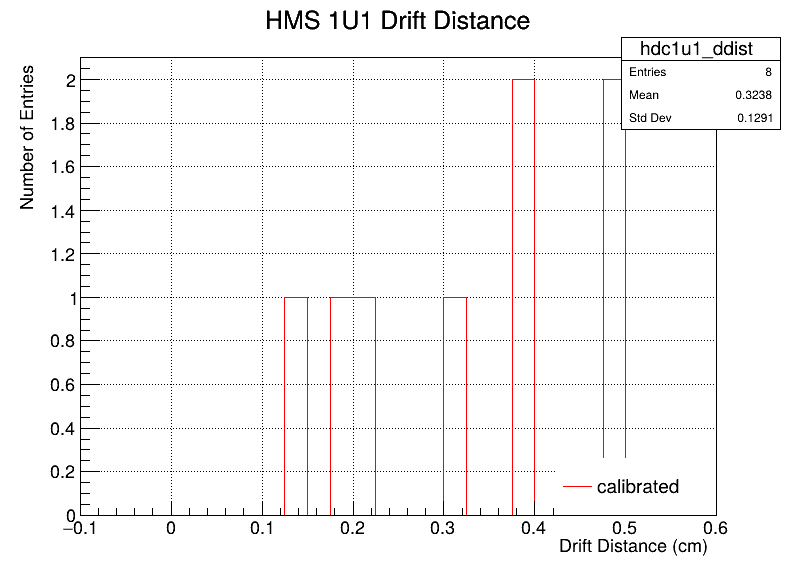 HMS 1U1 Drift Distance
hdc1u1_ddist
Entries 8
Mean 0.3238
Std Dev 0.1291
Number of Entries
2
1.8
1.6
1.4
1.2
1
0.8
0.6
0.4
0.2
0
calibrated
−0.1 0 0.1 0.2 0.3 0.4 0.5 0.6
Drift Distance (cm)